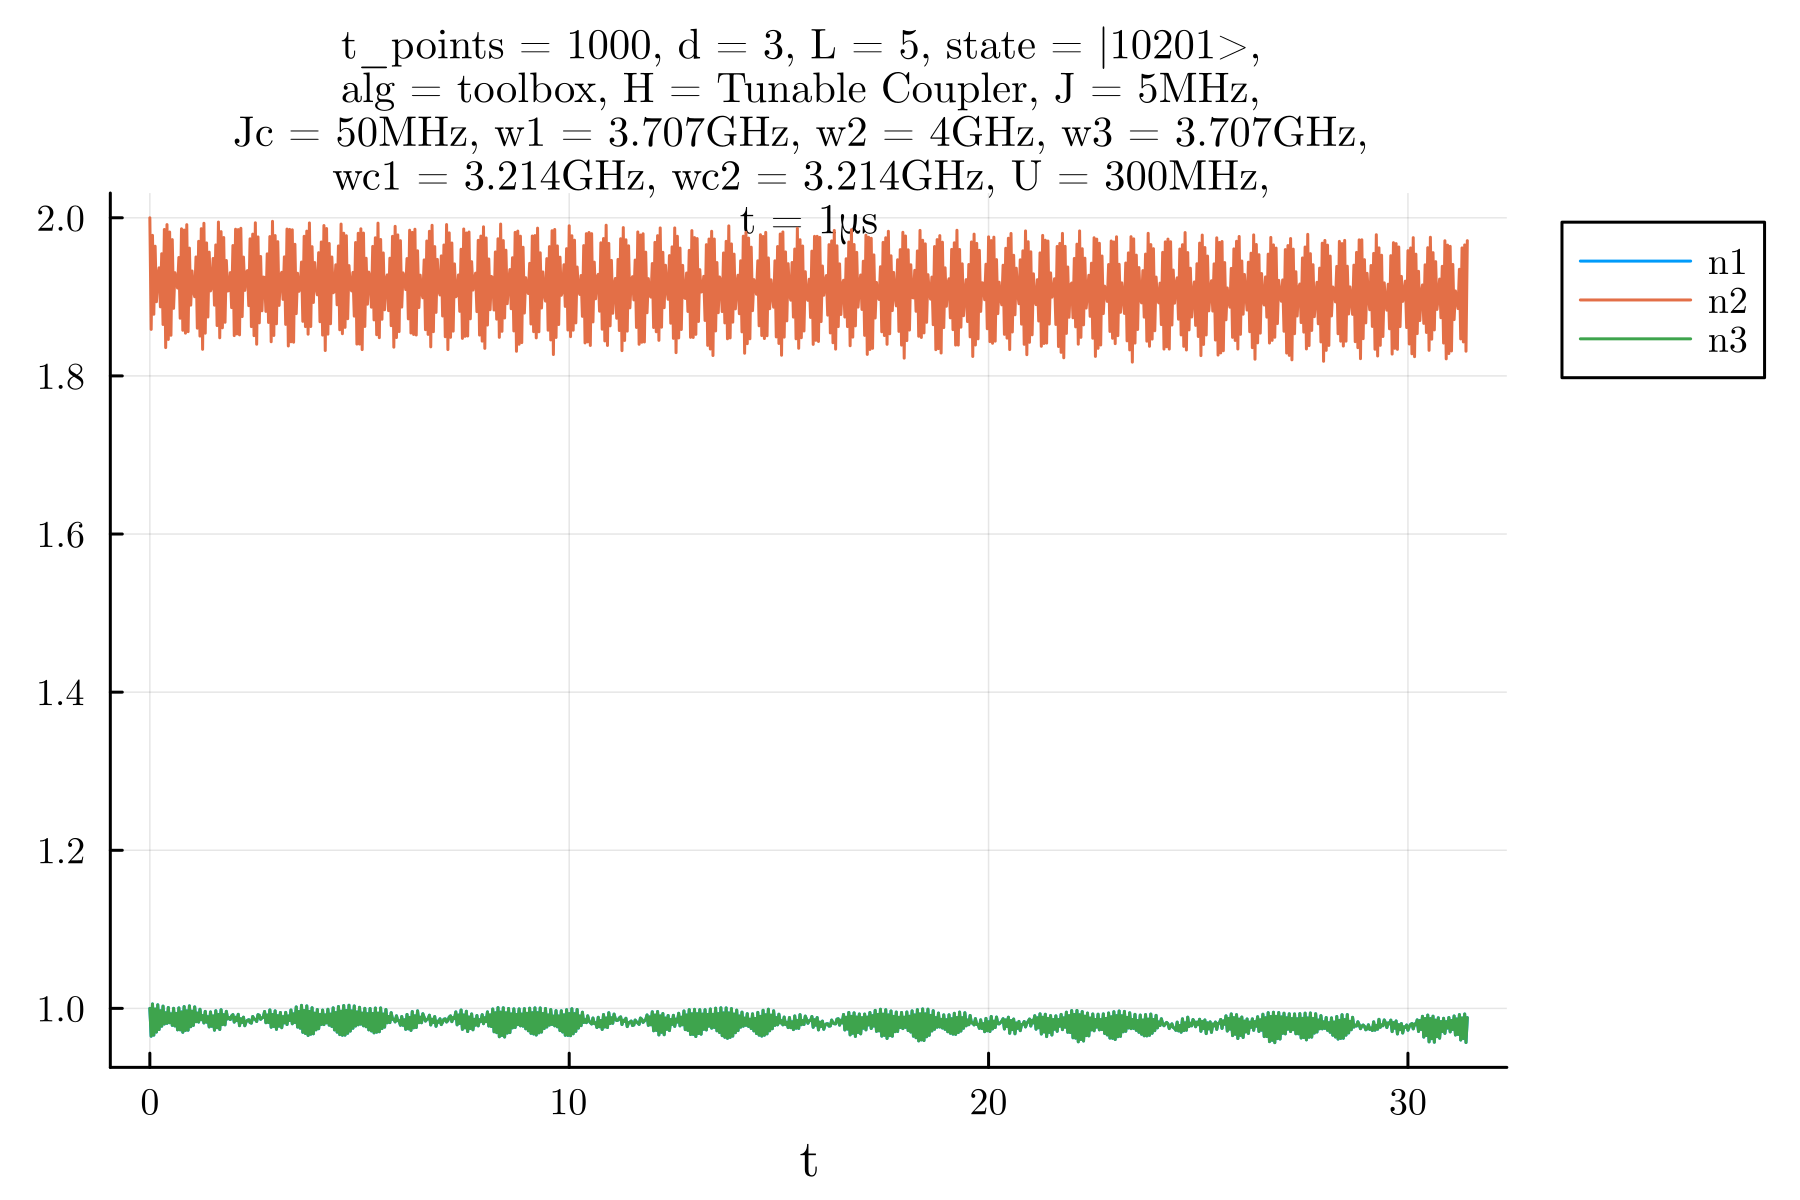 t_points = 1000, d = 3, L = 5, state = |10201>,
alg = toolbox, H = Tunable Coupler, J = 5MHz,
Jc = 50MHz, w1 = 3.707GHz, w2 = 4GHz, w3 = 3.707GHz,
wc1 = 3.214GHz, wc2 = 3.214GHz, U = 300MHz,
t = 1μs
2.0
1.8
1.6
1.4
1.2
1.0
0 10 20 30
t
n1
n2
n3